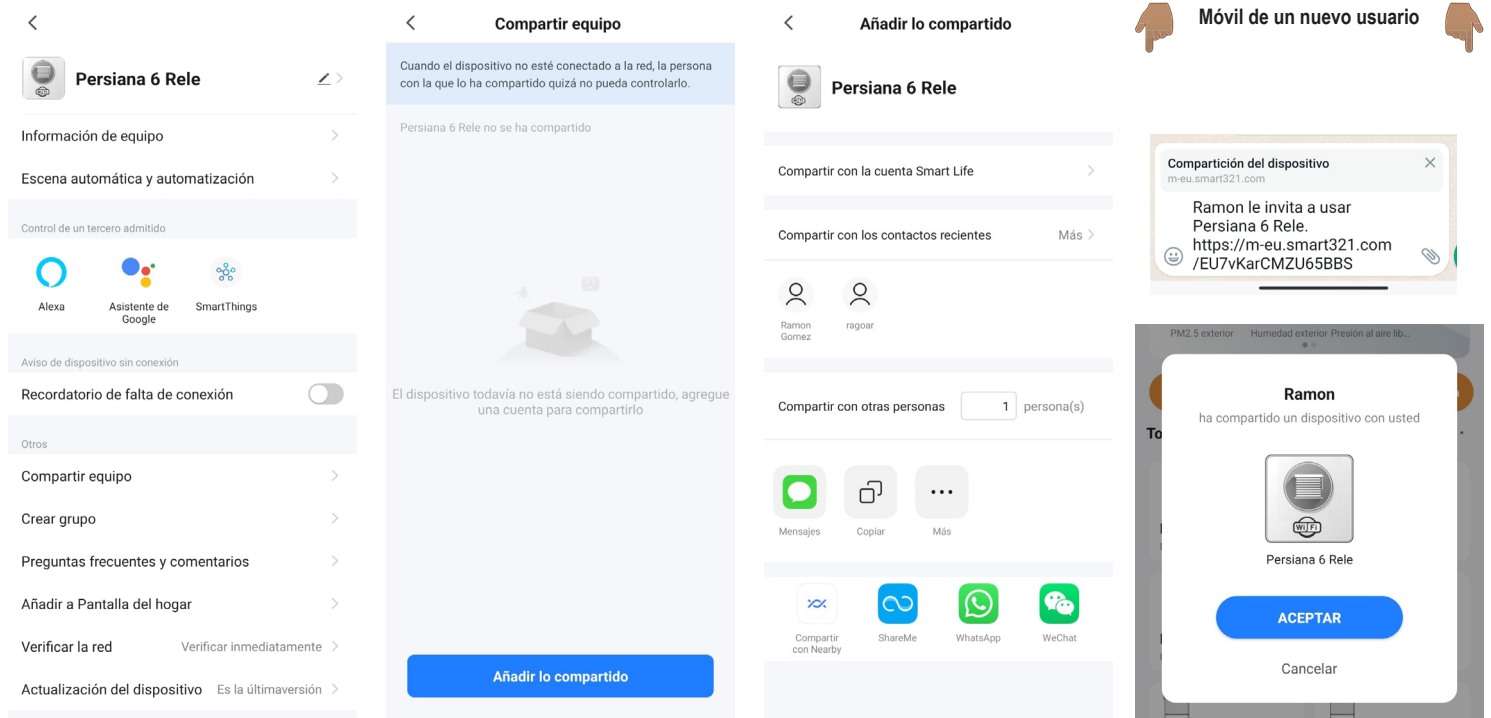 Persiana 6 Rele
Información de equipo
Escena automática y automatización
Control de un tercero admitido
Alexa
Asistente de
Google
SmartThings
Aviso de dispositivo sin conexión
Recordatorio de falta de conexión
Otros
Compartir equipo
Crear grupo
Preguntas frecuentes y comentarios
Añadir a Pantalla del hogar
Verificar la red Verificar inmediatamente
Actualización del dispositivo Es la últimaversión
Compartir equipo
Cuando el dispositivo no esté conectado a la red, la persona
con la que lo ha compartido quizá no pueda controlarlo.
Persiana 6 Rele no se ha compartido
El dispositivo todavía no está siendo compartido, agregue
una cuenta para compartirlo
Añadir lo compartido
Añadir lo compartido
Persiana 6 Rele
Compartir con la cuenta Smart Life
Compartir con los contactos recientes Más
Ramon
Gomez
ragoar
Compartir con otras personas 1 persona(s)
Mensajes Copiar Más
Compartir
con Nearby
ShareMe WhatsApp WeChat
Móvil de un nuevo usuario
Compartición del dispositivo
m-eu.smart321.com
Ramon le invita a usar
Persiana 6 Rele.
https://m-eu.smart321.com
/EU7vKarCMZU65BBS
PM2.5 exterior Humedad exterior Presión al aire lib...
To
Ramon
ha compartido un dispositivo con usted
WiFi
Persiana 6 Rele
ACEPTAR
Cancelar